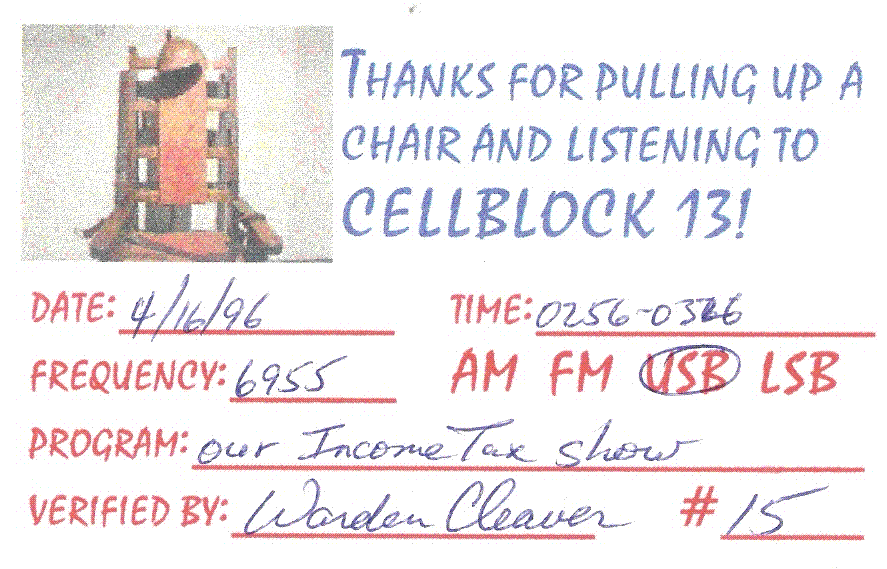 THANKS FOR PULLING UP A
CHAIR AND LISTENING TO
CELLBLOCK 13!
DATE: 4/16/96 TIME: 0256-0326
FREQUENCY: 6955 AM FM USB LSB
PROGRAM: our Income Tax show
VERIFIED BY: Warden Cleaver # 15